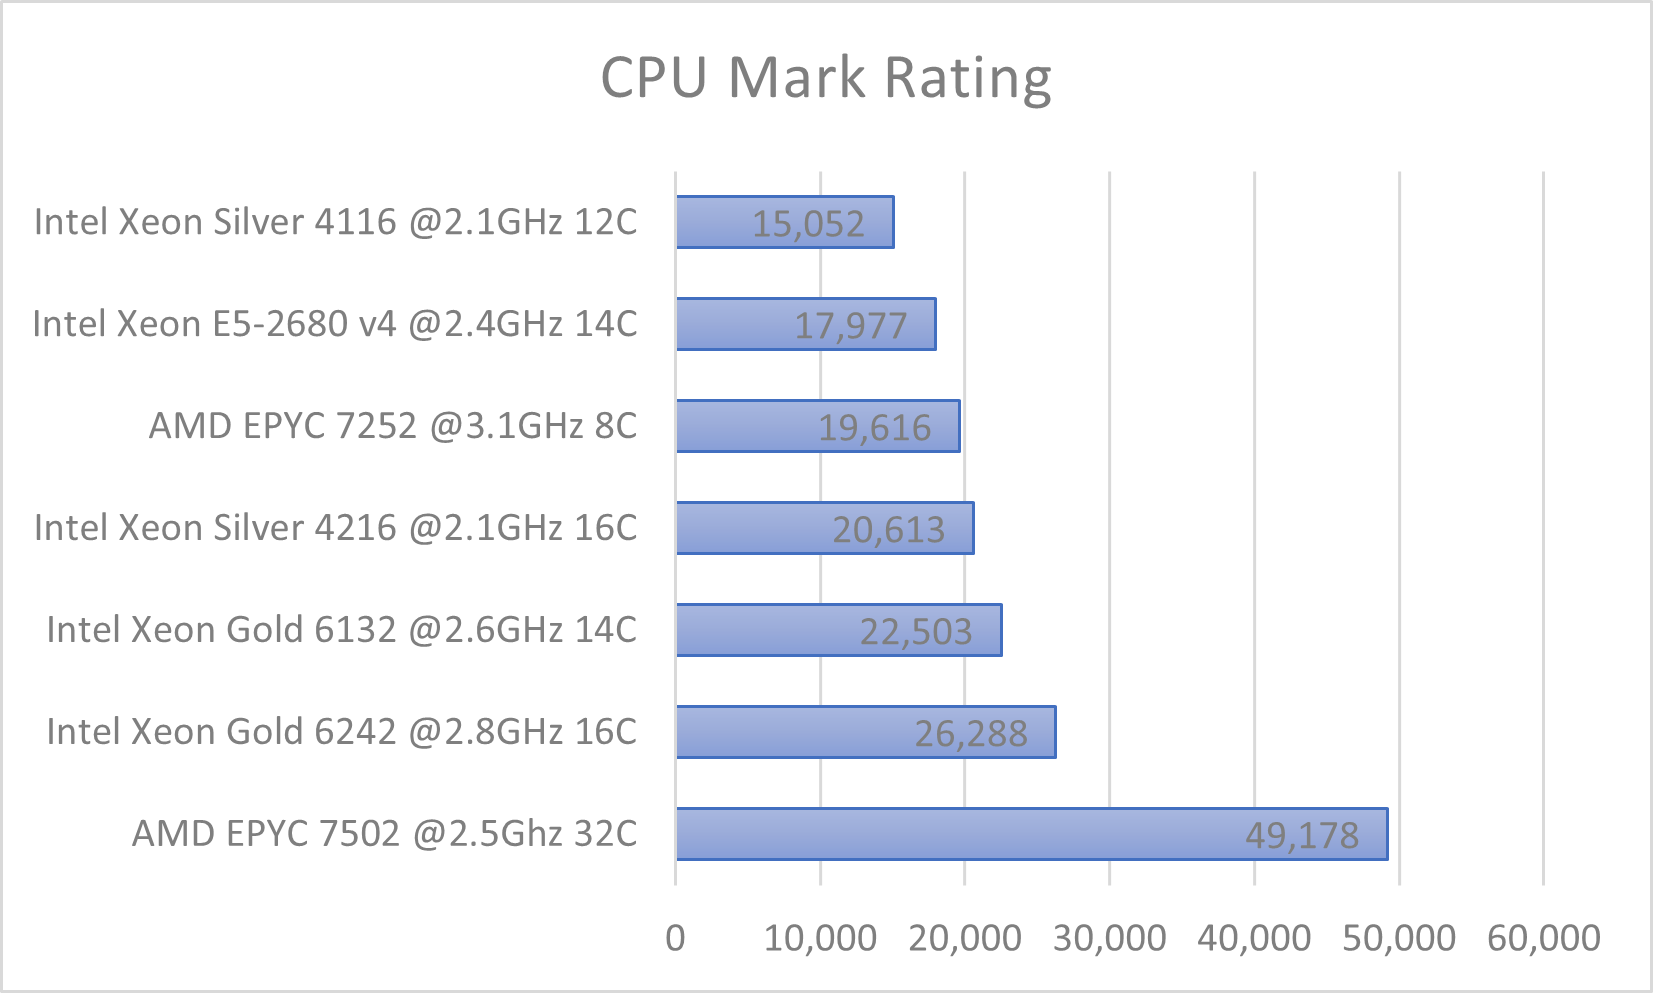 CPU Mark Rating
Intel Xeon Silver 4116 @2.1GHz 12C 15,052
Intel Xeon E5-2680 v4 @2.4GHz 14C 17,977
AMD EPYC 7252 @3.1GHz 8C 19,616
Intel Xeon Silver 4216 @2.1GHz 16C 20,613
Intel Xeon Gold 6132 @2.6GHz 14C 22,503
Intel Xeon Gold 6242 @2.8GHz 16C 26,288
AMD EPYC 7502 @2.5Ghz 32C 49,178
0 10,000 20,000 30,000 40,000 50,000 60,000